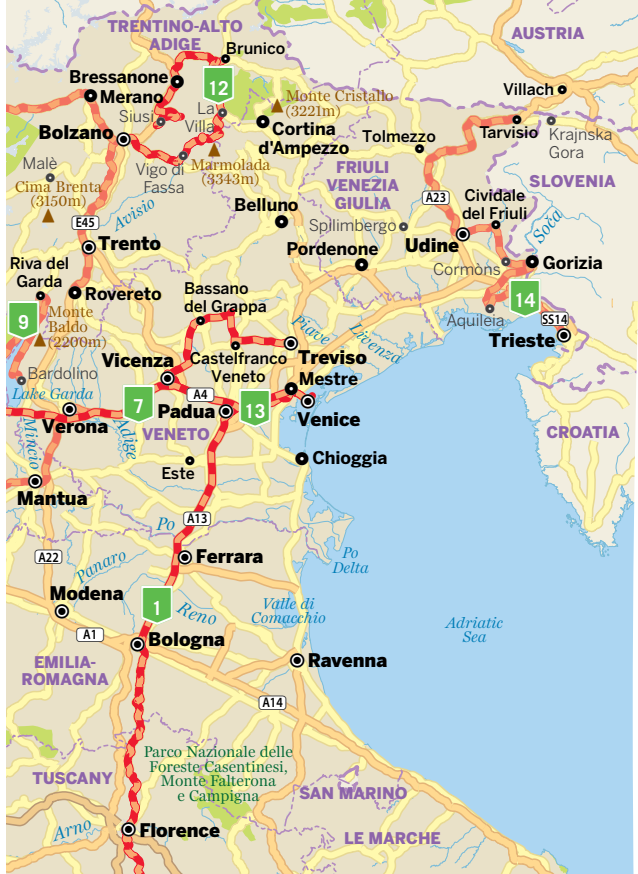 TRENTINO-ALTO
ADIGE
AUSTRIA
Brunico
Bressanone
Merano
12
Villach
Siusi
La
Villa
Monte Cristallo
(3221m)
Cortina
d'Ampezzo
Tarvisio
Krajnska
Gora
Bolzano
Tolmezzo
Malè
Vigo di
Fassa
Marmolada
(3343m)
FRIULI
VENEZIA
GIULIA
SLOVENIA
Cima Brenta
(3150m)
Avisio
A23
Cividale
del Friuli
Belluno
Spilimbergo
Soca
E45
Trento
Udine
Pordenone
Cormòns
Gorizia
Riva del
Garda
Rovereto
Bassano
del Grappa
14
9
Monte
Baldo
(2200m)
Piave
Livenza
Aquileia
SS14
Trieste
Vicenza
Castelfranco
Veneto
Treviso
Bardolino
Mestre
Lake Garda
7
A4
Padua
13
Venice
Verona
Adige
VENETO
CROATIA
Mincio
Este
Chioggia
Mantua
Po
A13
A22
Panaro
Ferrara
Po
Delta
Modena
1
Reno
Valle di
Comacchio
Adriatic
Sea
A1
Bologna
EMILIA-
ROMAGNA
Ravenna
A14
Parco Nazionale delle
Foreste Casentinesi,
Monte Falterona
e Campigna
TUSCANY
SAN MARINO
Arno
Florence
LE MARCHE